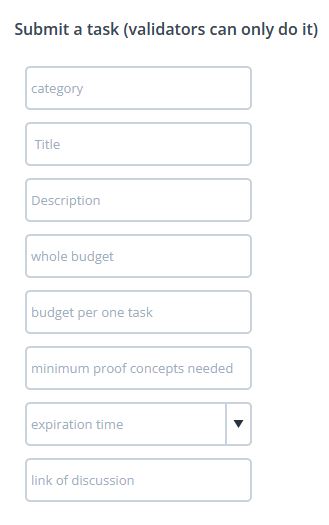 Submit a task (validators can only do it)
category
Title
Description
whole budget
budget per one task
minimum proof concepts needed
expiration time
link of discussion